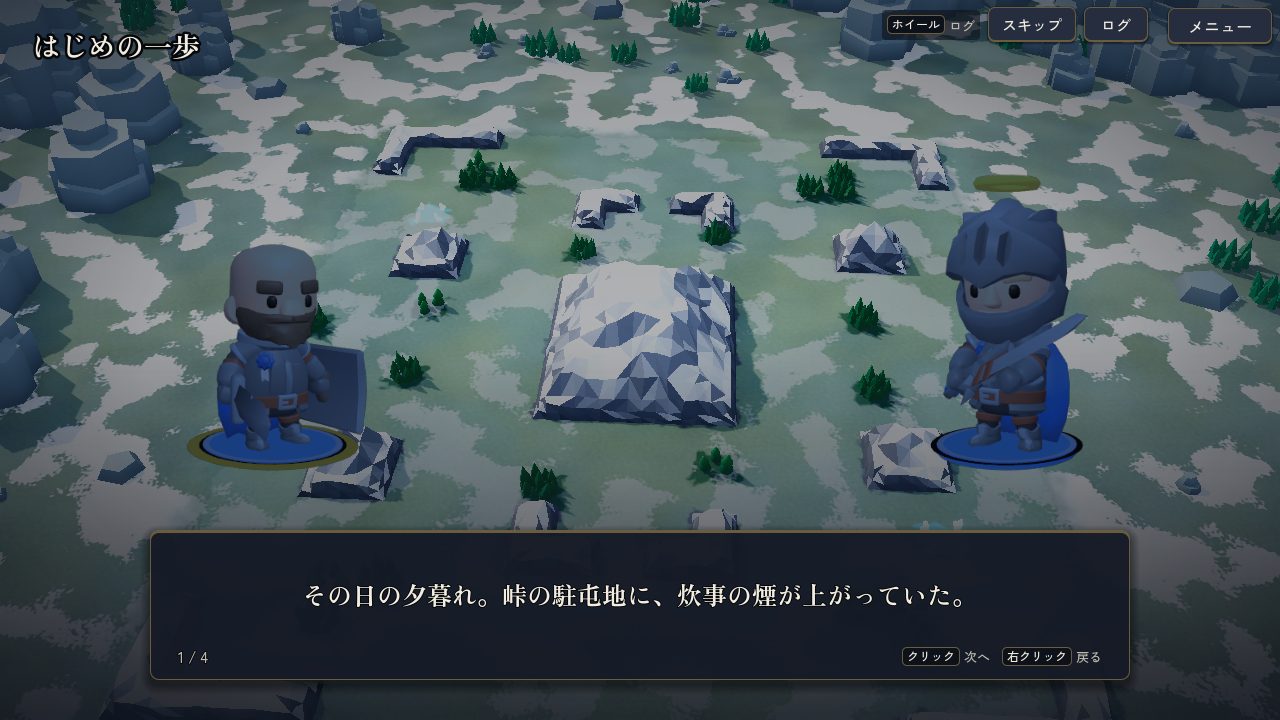 はじめの一歩
ホイール ログ スキップ ログ メニュー
その日の夕暮れ。峠の駐屯地に、炊事の煙が上がっていた。
1 / 4
クリック 次へ 右クリック 戻る